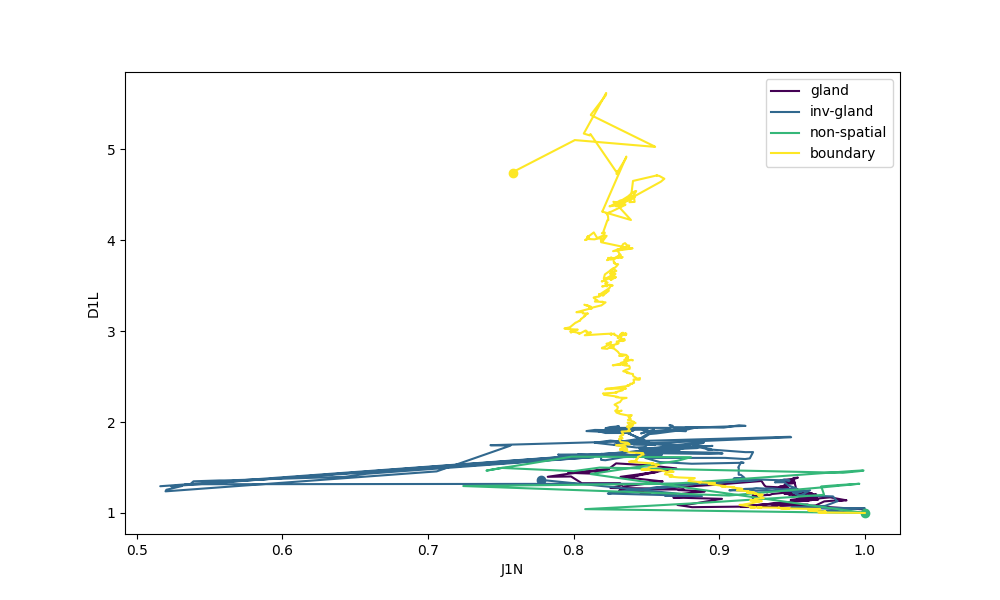 gland
inv-gland
non-spatial
boundary
5
4
3
2
1
D1L
0.5 0.6 0.7 0.8 0.9 1.0
J1N